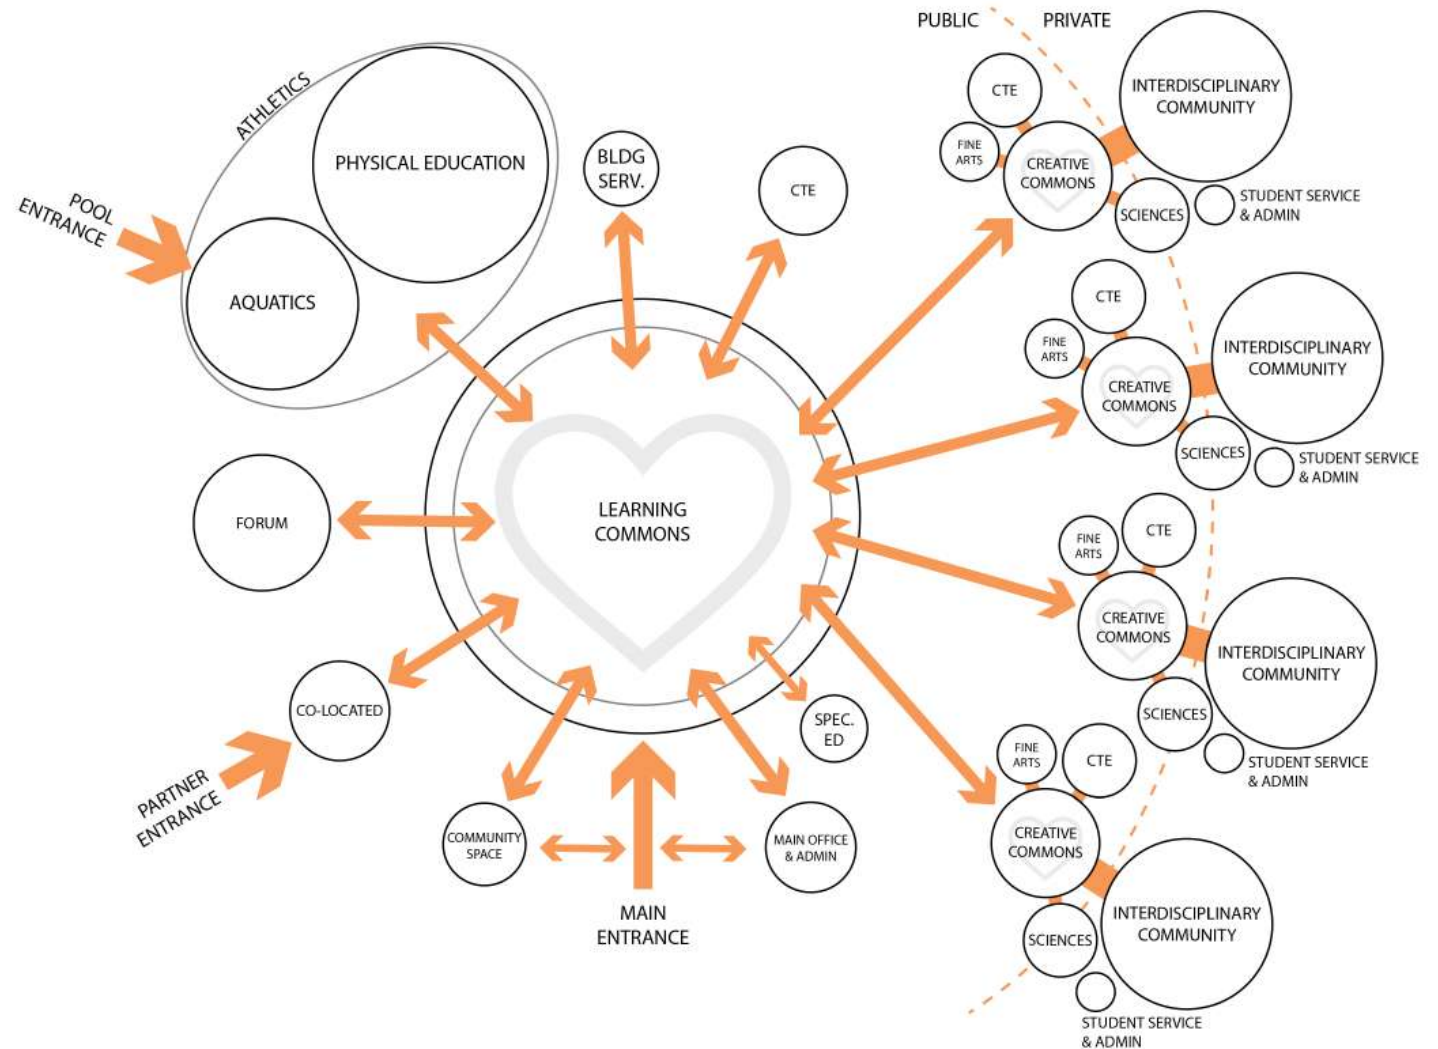 PUBLIC
PRIVATE
INTERDISCIPLINARY
COMMUNITY
CTE
FINE
ARTS
CREATIVE
COMMONS
SCIENCES
STUDENT SERVICE
& ADMIN
ATHLETICS
PHYSICAL EDUCATION
BLDG
SERV.
CTE
POOL
ENTRANCE
AQUATICS
CTE
FINE
ARTS
INTERDISCIPLINARY
COMMUNITY
CREATIVE
COMMONS
SCIENCES
STUDENT SERVICE
& ADMIN
FORUM
LEARNING
COMMONS
CTE
FINE
ARTS
CREATIVE
COMMONS
INTERDISCIPLINARY
COMMUNITY
SCIENCES
STUDENT SERVICE
& ADMIN
CO-LOCATED
SPEC.
ED
PARTNER
ENTRANCE
COMMUNITY
SPACE
MAIN OFFICE
& ADMIN
MAIN
ENTRANCE
FINE
ARTS
CTE
CREATIVE
COMMONS
INTERDISCIPLINARY
COMMUNITY
SCIENCES
STUDENT SERVICE
& ADMIN